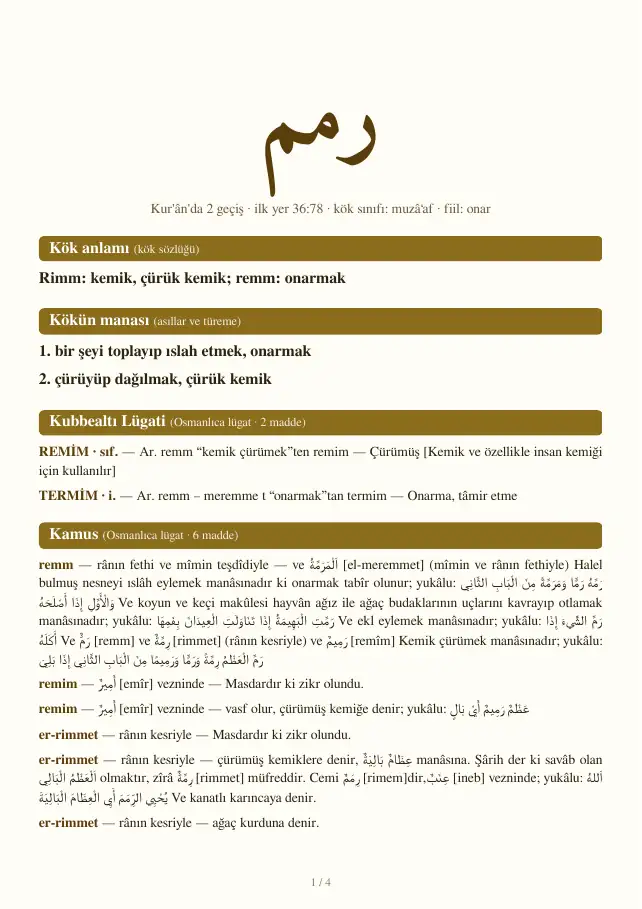 رمم
Kur'ân'da 2 geçiş · ilk yer 36:78 · kök sınıfı: muzâ'af · fiil: onar
Kök anlamı (kök sözlüğü)
Rimm: kemik, çürük kemik; remm: onarmak
Kökün manası (asıllar ve türeme)
1. bir şeyi toplayıp ıslah etmek, onarmak
2. çürüyüp dağılmak, çürük kemik
Kubbealtı Lügati (Osmanlıca lügat · 2 madde)
REMİM · sıf. — Ar. remm “kemik çürümek”ten remim — Çürümüş [Kemik ve özellikle insan kemiği
için kullanılır]
TERMİM · i. — Ar. remm – meremme t “onarmak”tan termim — Onarma, tâmir etme
Kamus (Osmanlıca lügat · 6 madde)
remm — rânın fethi ve mîmin teşdîdiyle — ve اَلْمَرَمَّةُ [el-meremmet] (mîmin ve rânın fethiyle) Halel
bulmuş nesneyi ıslâh eylemek manâsınadır ki onarmak tabîr olunur; yukâlu: رَمَّهُ رَمًّا وَمَرَمَّةً مِنَ الْبَابِ الثَّانِي
وَالْأَوَّلِ إِذَا أَصْلَحَهُ Ve koyun ve keçi makûlesi hayvân ağız ile ağaç budaklarının uçlarını kavrayıp otlamak
manâsınadır; yukâlu: رَمَّتِ الْبَهِيمَةُ إِذَا تَنَاوَلَتِ الْعِيدَانَ بِفَمِهَا Ve ekl eylemek manâsınadır; yukâlu: رَمَّ الشَّيْءَ إِذَا
أَكَلَهُ Ve رَمٌّ [remm] ve رِمَّةٌ [rimmet] (rânın kesriyle) ve رَمِيمٌ [remîm] Kemik çürümek manâsınadır; yukâlu:
رَمَّ الْعَظْمُ رِمَّةً وَرَمًّا وَرَمِيمًا مِنَ الْبَابِ الثَّانِي إِذَا بَلِيَ
remim — أَمِيرٌ [emîr] vezninde — Masdardır ki zikr olundu.
remim — أَمِيرٌ [emîr] vezninde — vasf olur, çürümüş kemiğe denir; yukâlu: عَظْمٌ رَمِيمٌ أَيْ بَالٍ
er-rimmet — rânın kesriyle — Masdardır ki zikr olundu.
er-rimmet — rânın kesriyle — çürümüş kemiklere denir, عِظَامٌ بَالِيَةٌ manâsına. Şârih der ki savâb olan
اَلْعَظْمُ الْبَالِي olmaktır, zîrâ رِمَّةٌ [rimmet] müfreddir. Cemi رِمَمٌ [rimem]dir,عِنَبٌ [ineb] vezninde; yukâlu: اَللهُ
يُحْيِي الرِّمَمَ أَيِ الْعِظَامَ الْبَالِيَةَ Ve kanatlı karıncaya denir.
er-rimmet — rânın kesriyle — ağaç kurduna denir.
1 / 4